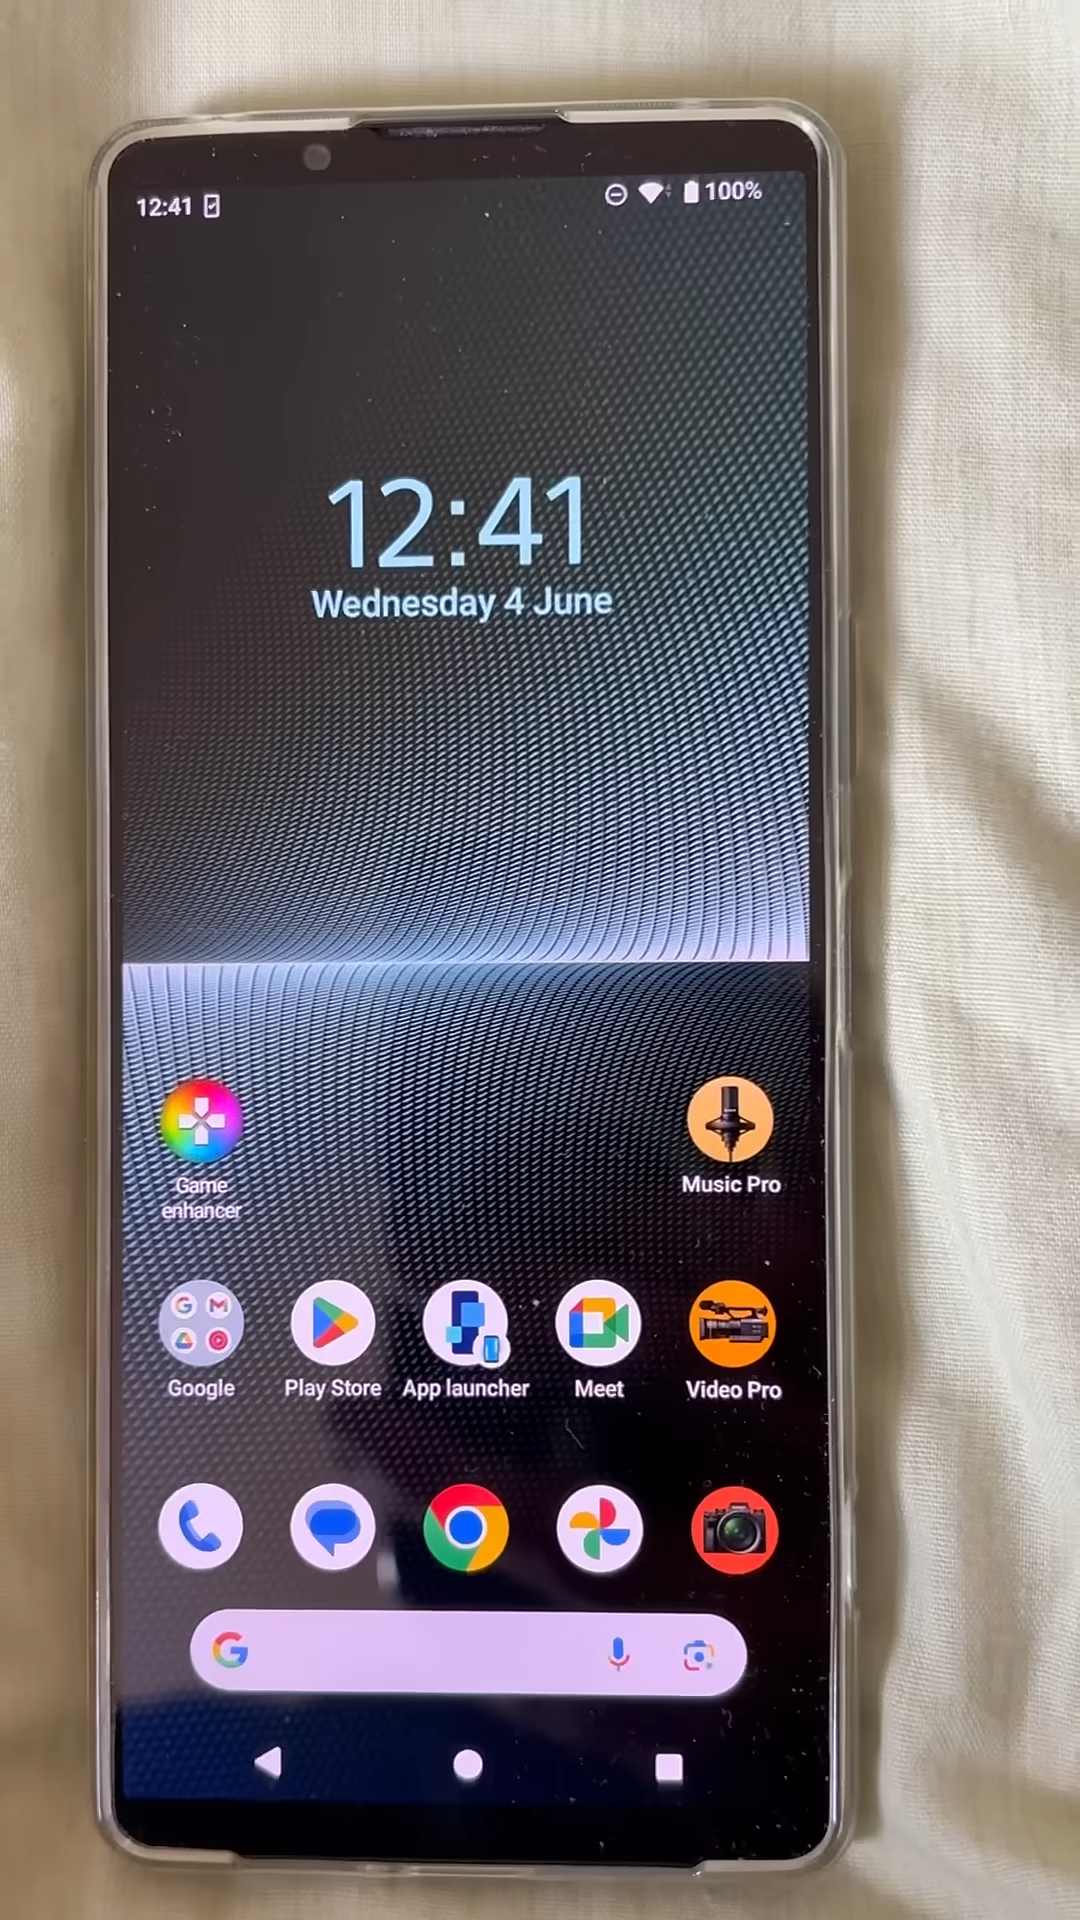 12:41
100%
12:41
Wednesday 4 June
Game
enhancer
Music Pro
Google
Play Store
App launcher
Meet
Video Pro